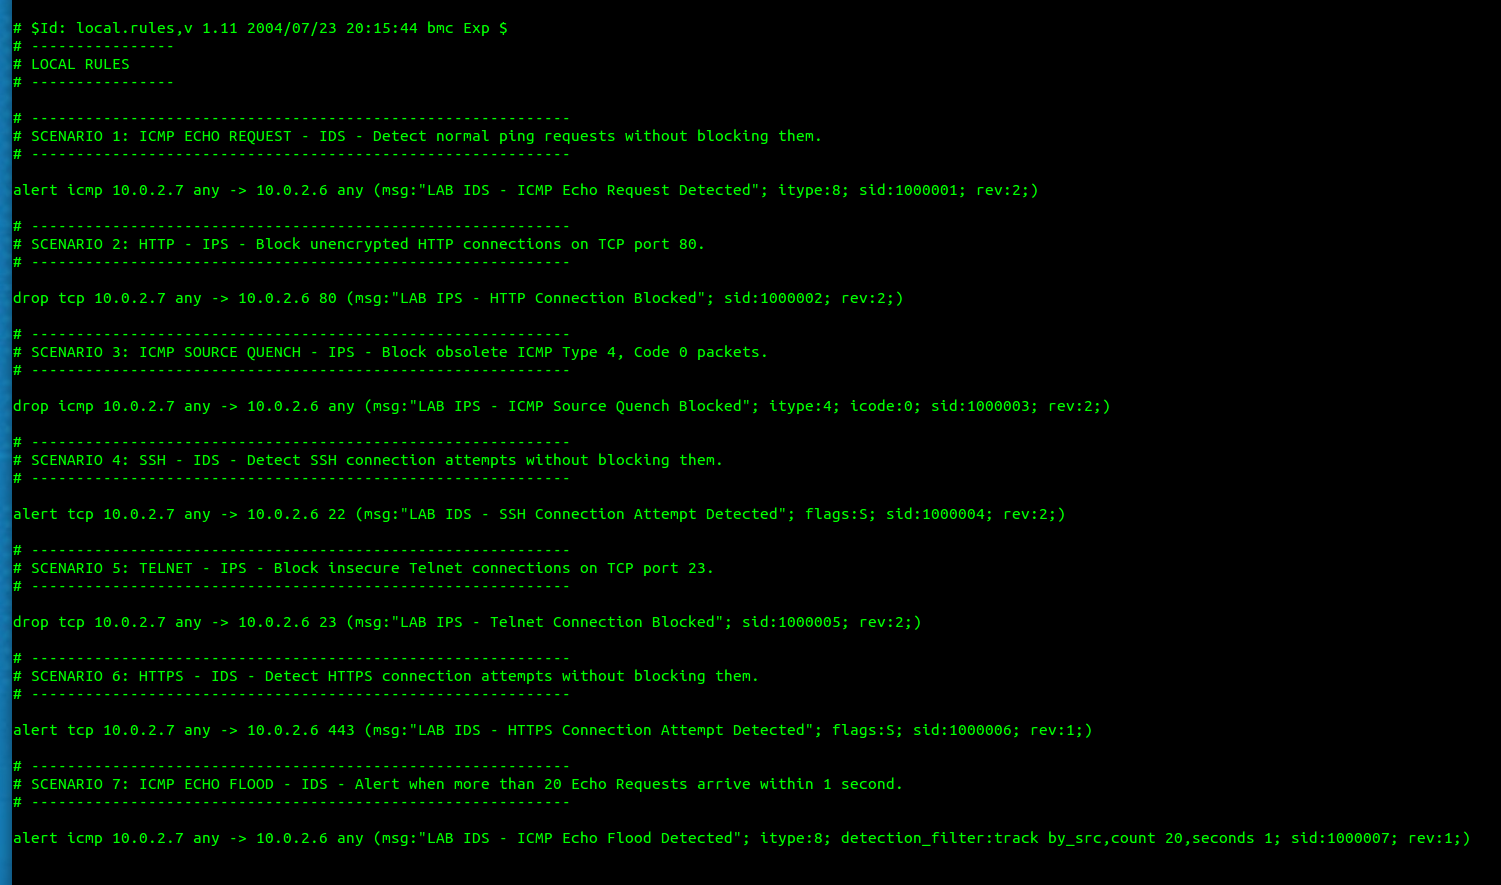 # $Id: local.rules,v 1.11 2004/07/23 20:15:44 bmc Exp $
# ----------------
# LOCAL RULES
# ----------------
# ------------------------------------------------------------
# SCENARIO 1: ICMP ECHO REQUEST - IDS - Detect normal ping requests without blocking them.
# ------------------------------------------------------------
alert icmp 10.0.2.7 any -> 10.0.2.6 any (msg:"LAB IDS - ICMP Echo Request Detected"; itype:8; sid:1000001; rev:2;)
# ------------------------------------------------------------
# SCENARIO 2: HTTP - IPS - Block unencrypted HTTP connections on TCP port 80.
# ------------------------------------------------------------
drop tcp 10.0.2.7 any -> 10.0.2.6 80 (msg:"LAB IPS - HTTP Connection Blocked"; sid:1000002; rev:2;)
# ------------------------------------------------------------
# SCENARIO 3: ICMP SOURCE QUENCH - IPS - Block obsolete ICMP Type 4, Code 0 packets.
# ------------------------------------------------------------
drop icmp 10.0.2.7 any -> 10.0.2.6 any (msg:"LAB IPS - ICMP Source Quench Blocked"; itype:4; icode:0; sid:1000003; rev:2;)
# ------------------------------------------------------------
# SCENARIO 4: SSH - IDS - Detect SSH connection attempts without blocking them.
# ------------------------------------------------------------
alert tcp 10.0.2.7 any -> 10.0.2.6 22 (msg:"LAB IDS - SSH Connection Attempt Detected"; flags:S; sid:1000004; rev:2;)
# ------------------------------------------------------------
# SCENARIO 5: TELNET - IPS - Block insecure Telnet connections on TCP port 23.
# ------------------------------------------------------------
drop tcp 10.0.2.7 any -> 10.0.2.6 23 (msg:"LAB IPS - Telnet Connection Blocked"; sid:1000005; rev:2;)
# ------------------------------------------------------------
# SCENARIO 6: HTTPS - IDS - Detect HTTPS connection attempts without blocking them.
# ------------------------------------------------------------
alert tcp 10.0.2.7 any -> 10.0.2.6 443 (msg:"LAB IDS - HTTPS Connection Attempt Detected"; flags:S; sid:1000006; rev:1;)
# ------------------------------------------------------------
# SCENARIO 7: ICMP ECHO FLOOD - IDS - Alert when more than 20 Echo Requests arrive within 1 second.
# ------------------------------------------------------------
alert icmp 10.0.2.7 any -> 10.0.2.6 any (msg:"LAB IDS - ICMP Echo Flood Detected"; itype:8; detection_filter:track by_src,count 20,seconds 1; sid:1000007; rev:1;)